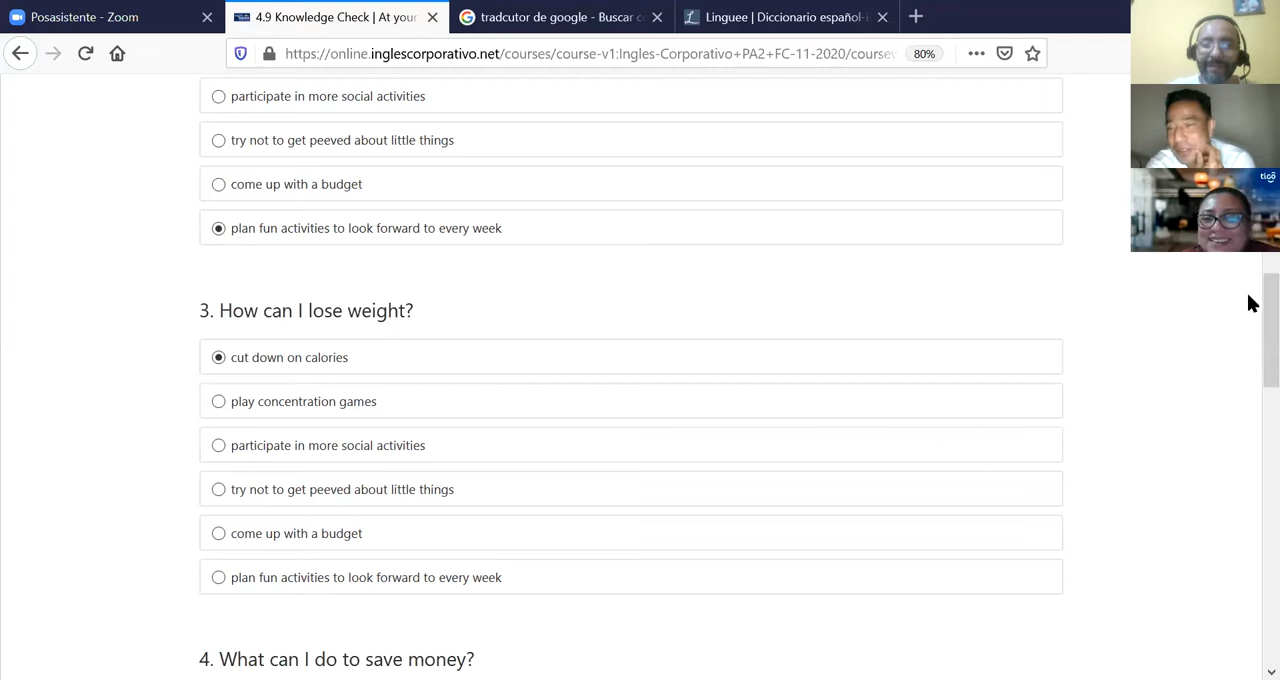 Posasistente - Zoom
4.9 Knowledge Check | At your
tradcutor de google - Buscar c
Linguee | Diccionario español-i
https://online.inglescorporativo.net/courses/course-v1:Ingles-Corporativo+PA2+FC-11-2020/coursew
80%
participate in more social activities
try not to get peeved about little things
come up with a budget
plan fun activities to look forward to every week
tigo
3. How can I lose weight?
cut down on calories
play concentration games
participate in more social activities
try not to get peeved about little things
come up with a budget
plan fun activities to look forward to every week
4. What can I do to save money?